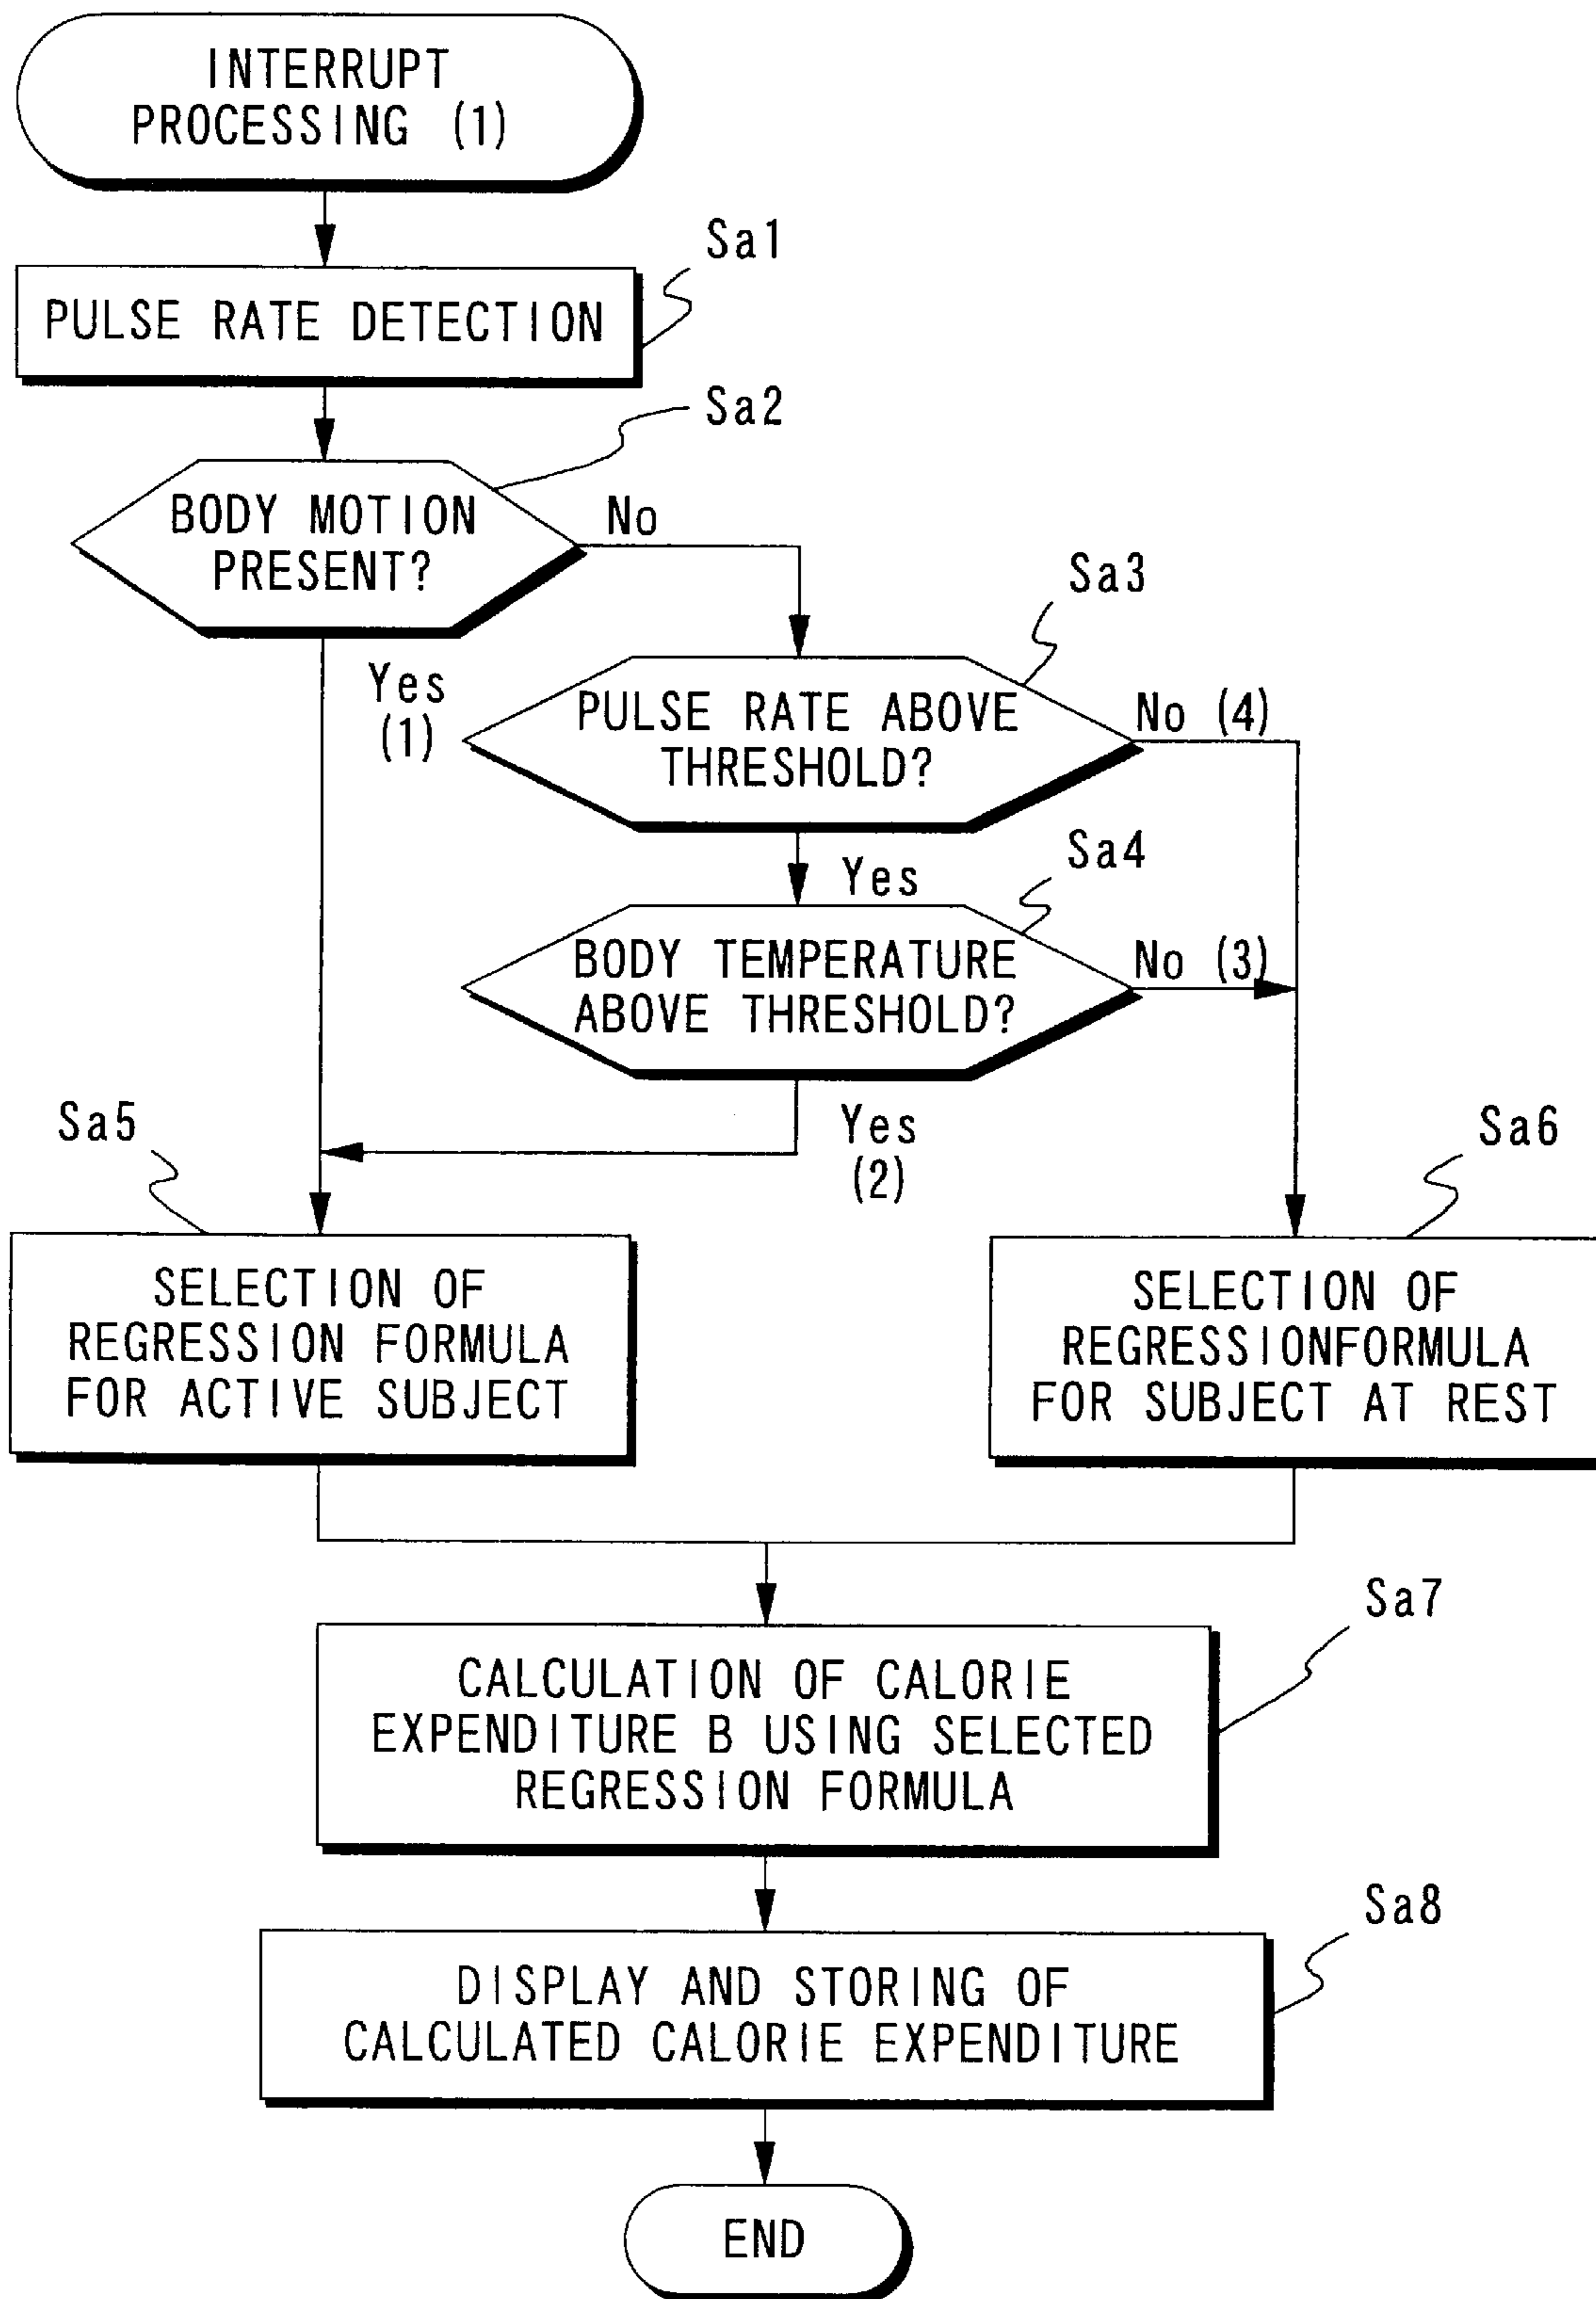 INTERRUPT
PROCESSING (1)
Sa1
PULSE RATE DETECTION
Sa2
BODY MOTION
PRESENT?
No
Sa3
Yes
(1)
PULSE RATE ABOVE
THRESHOLD?
No (4)
Sa4
Yes
BODY TEMPERATURE
ABOVE THRESHOLD?
No (3)
Sa5
Yes
(2)
Sa6
SELECTION OF
REGRESSION FORMULA
FOR ACTIVE SUBJECT
SELECTION OF
REGRESSIONFORMULA
FOR SUBJECT AT REST
Sa7
CALCULATION OF CALORIE
EXPENDITURE B USING SELECTED
REGRESSION FORMULA
Sa8
DISPLAY AND STORING OF
CALCULATED CALORIE EXPENDITURE
END